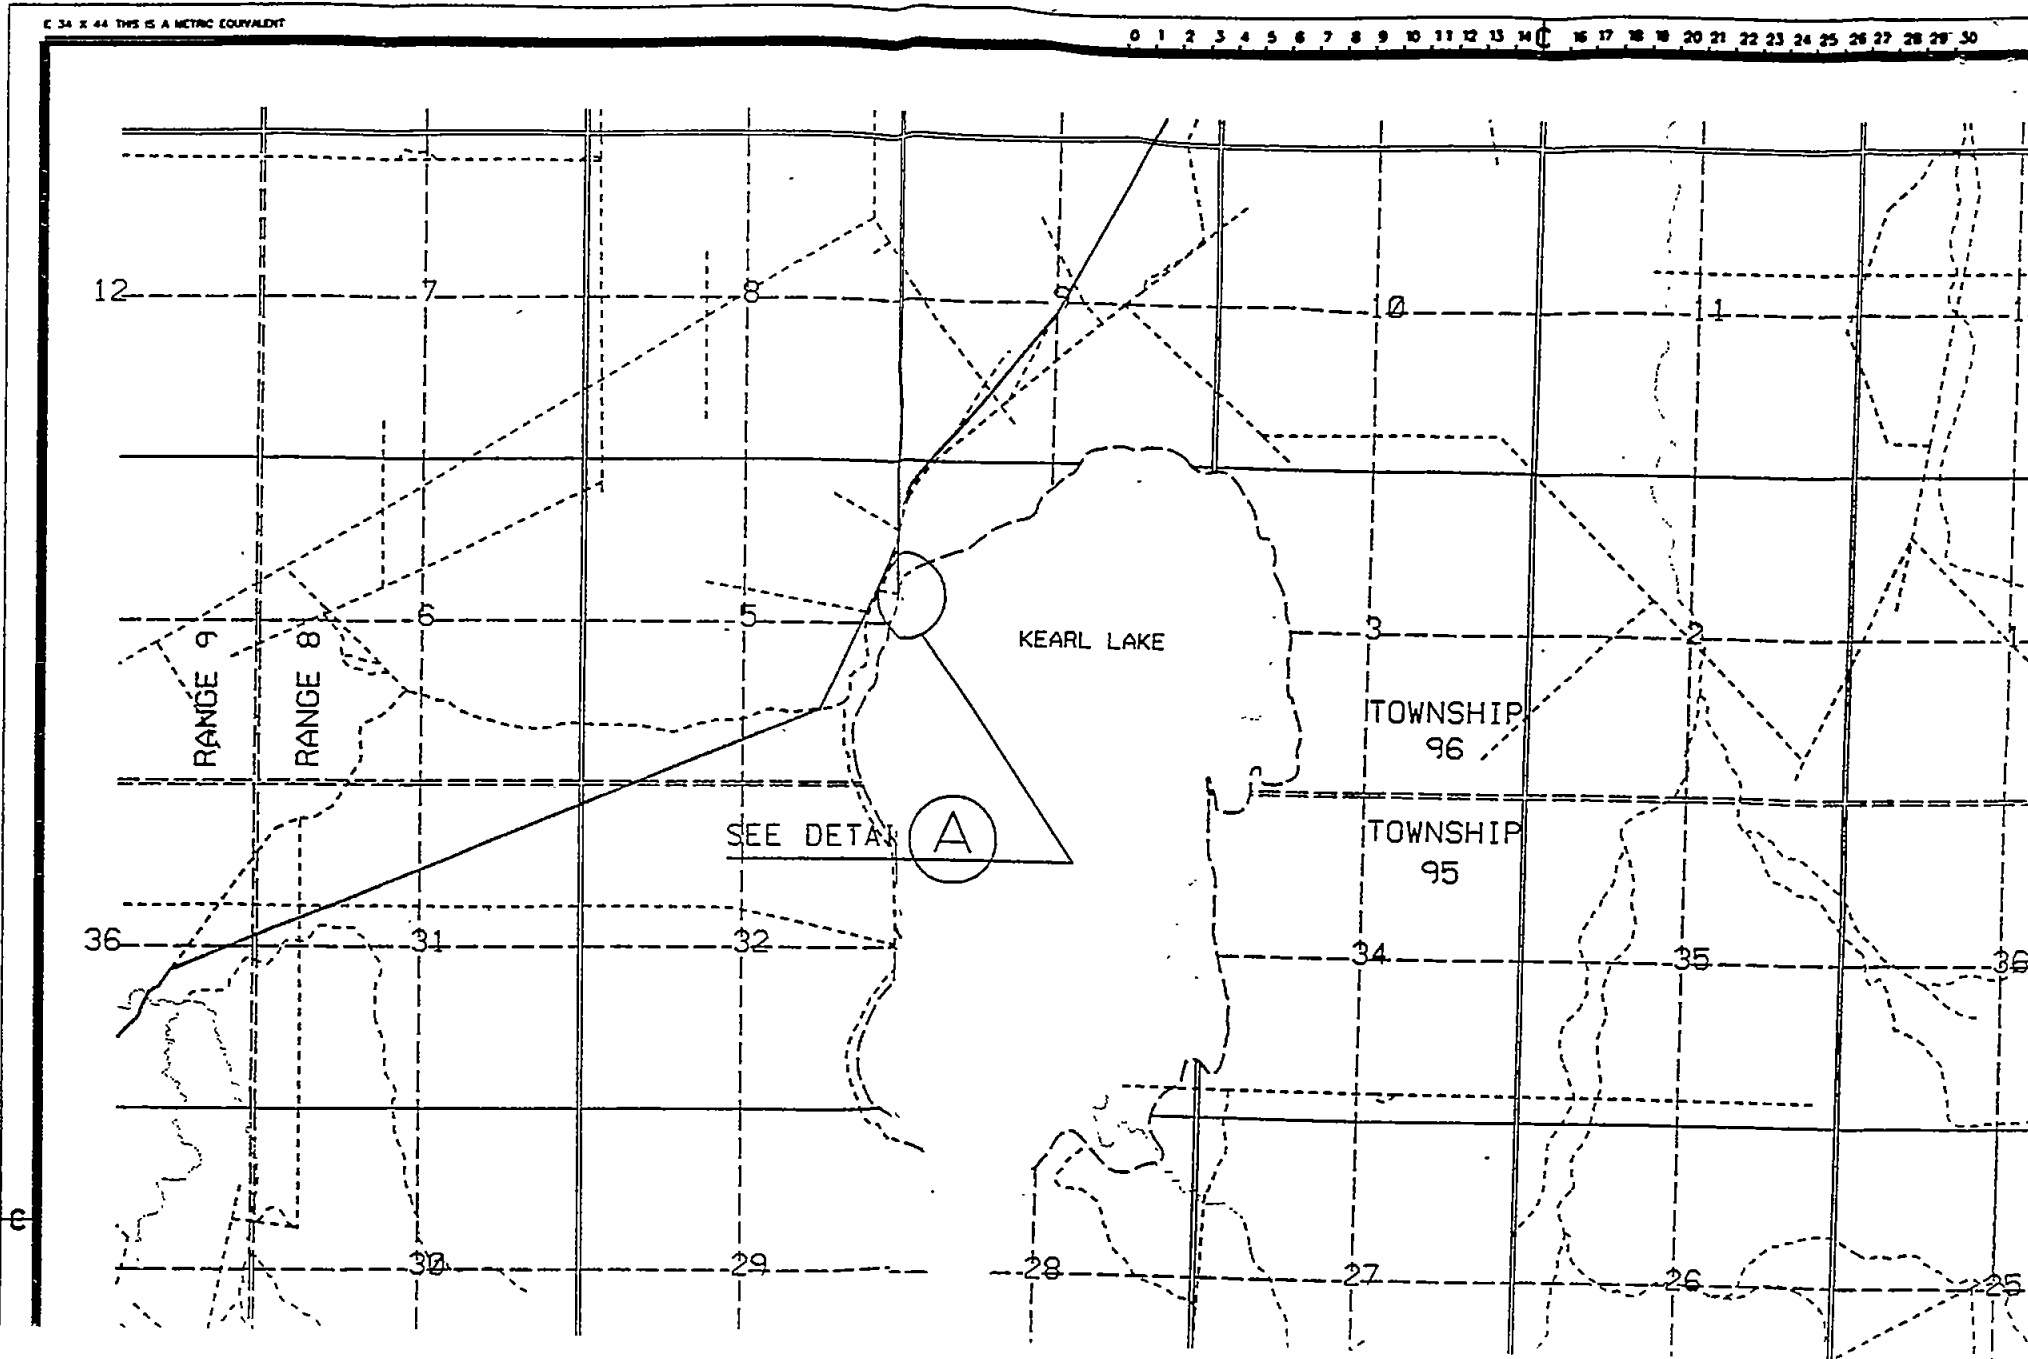 E 34 X 44 THIS IS A METRIC EQUIVALENT
0 1 2 3 4 5 6 7 8 9 10 11 12 13 14 16 17 18 19 20 21 22 23 24 25 26 27 28 29 30
12 7 8 9 10 11
6 5 3 2 1
RANGE 9
RANGE 8
KEARL LAKE
TOWNSHIP
96
SEE DETAIL A
TOWNSHIP
95
36 31 32 34 35 36
30 29 28 27 26 25